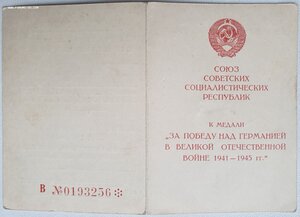 СОЮЗ
СОВЕТСКИХ
СОЦИАЛИСТИЧЕСКИХ
РЕСПУБЛИК
К МЕДАЛИ
„ЗА ПОБЕДУ НАД ГЕРМАНИЕЙ
В ВЕЛИКОЙ ОТЕЧЕСТВЕННОЙ
ВОЙНЕ 1941—1945 гг.“
В №0193256